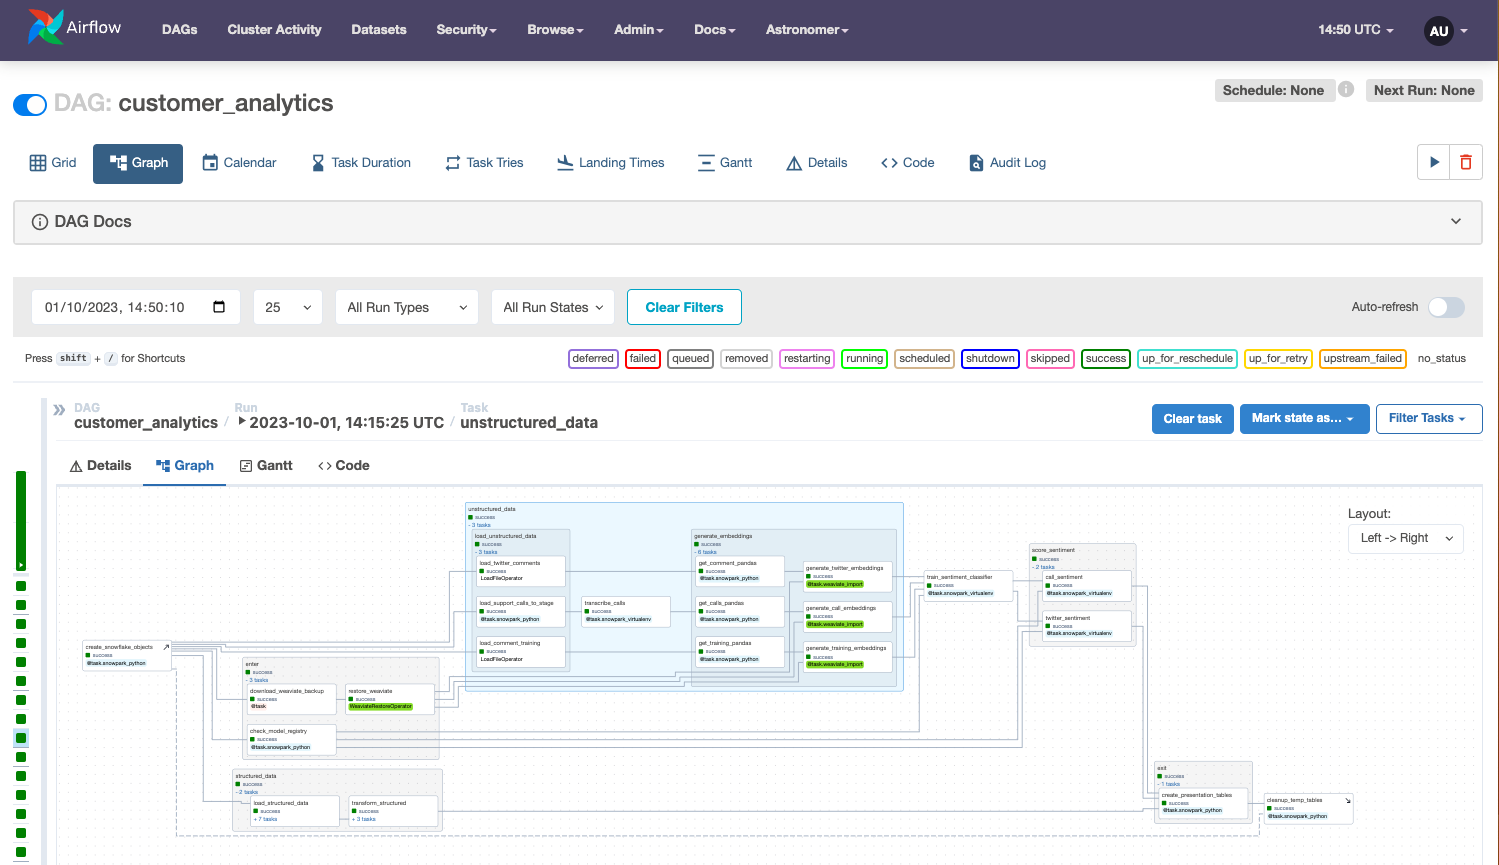 Airflow DAGs Cluster Activity Datasets Security Browse Admin Docs Astronomer 14:50 UTC AU
DAG: customer_analytics Schedule: None Next Run: None
Grid Graph Calendar Task Duration Task Tries Landing Times Gantt Details Code Audit Log
DAG Docs
01/10/2023, 14:50:10 25 All Run Types All Run States Clear Filters Auto-refresh
Press shift + / for Shortcuts deferred failed queued removed restarting running scheduled shutdown skipped success up_for_reschedule up_for_retry upstream_failed no_status
DAG Run Task
customer_analytics / 2023-10-01, 14:15:25 UTC / unstructured_data Clear task Mark state as... Filter Tasks
Details Graph Gantt Code
Layout:
Left -> Right
create_snowflake_objects
success
@task.snowpark_python
unstructured_data
success
- 3 tasks
load_unstructured_data
success
- 3 tasks
load_twitter_comments
success
LoadFileOperator
load_support_calls_to_stage
success
@task.snowpark_python
load_comment_training
success
LoadFileOperator
transcribe_calls
success
@task.snowpark_virtualenv
generate_embeddings
success
- 6 tasks
get_comment_pandas
success
@task.snowpark_python
get_calls_pandas
success
@task.snowpark_python
get_training_pandas
success
@task.snowpark_python
generate_twitter_embeddings
success
@task.weaviate_import
generate_call_embeddings
success
@task.weaviate_import
generate_training_embeddings
success
@task.weaviate_import
enter
success
- 3 tasks
download_weaviate_backup
success
@task
restore_weaviate
success
WeaviateRestoreOperator
check_model_registry
success
@task.snowpark_python
structured_data
success
- 2 tasks
load_structured_data
success
+ 7 tasks
transform_structured
success
+ 3 tasks
train_sentiment_classifier
success
@task.snowpark_virtualenv
score_sentiment
success
- 2 tasks
call_sentiment
success
@task.snowpark_virtualenv
twitter_sentiment
success
@task.snowpark_virtualenv
exit
success
- 1 tasks
create_presentation_tables
success
@task.snowpark_python
cleanup_temp_tables
success
@task.snowpark_python